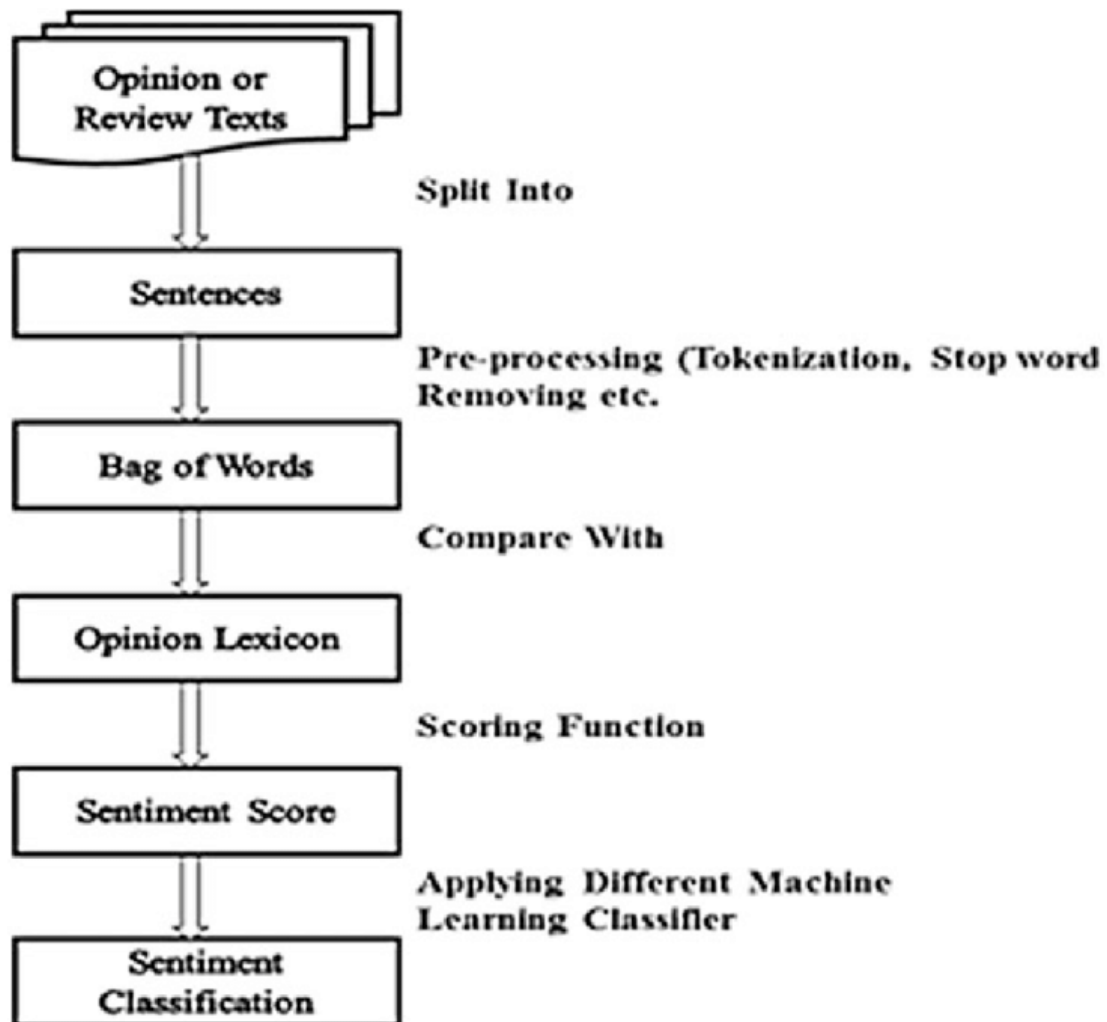 Opinion or
Review Texts
Split Into
Sentences
Pre-processing (Tokenization, Stop word
Removing etc.
Bag of Words
Compare With
Opinion Lexicon
Scoring Function
Sentiment Score
Applying Different Machine
Learning Classifier
Sentiment
Classification